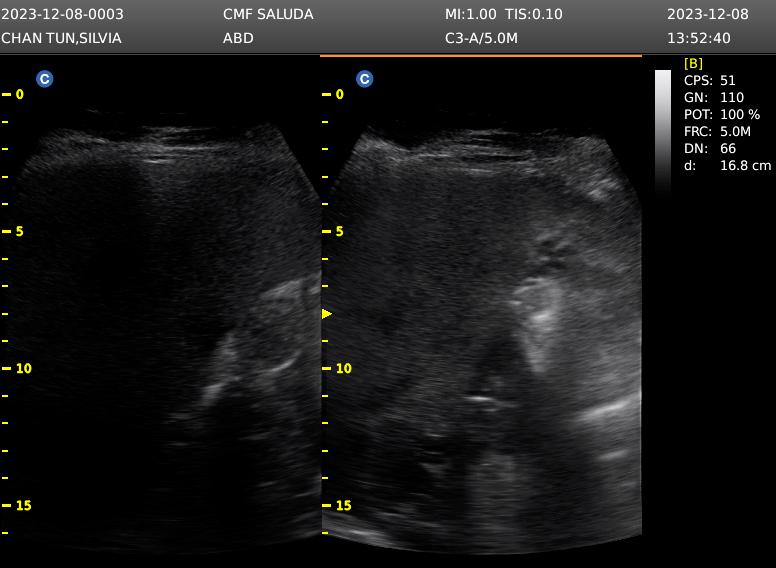 2023-12-08-0003 CMF SALUDA MI:1.00 TIS:0.10 2023-12-08
CHAN TUN,SILVIA ABD C3-A/5.0M 13:52:40
C
C
[B]
CPS: 51
GN: 110
POT: 100 %
FRC: 5.0M
DN: 66
d: 16.8 cm
0
5
10
15
0
5
10
15